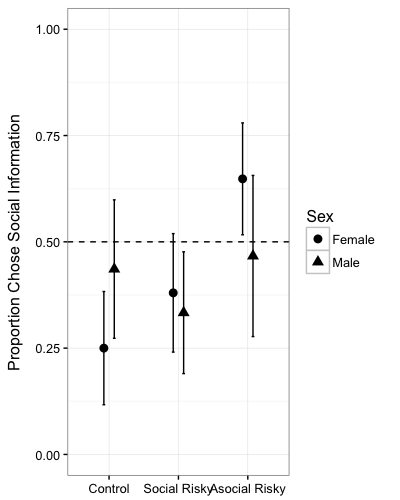 Proportion Chose Social Information
1.00
0.75
0.50
0.25
0.00
Control
Social Risky
Asocial Risky
Sex
Female
Male